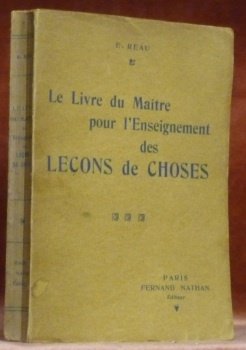 E. REAU
Le Livre du Maître
pour l'Enseignement
des
LEÇONS de CHOSES
PARIS
FERNAND NATHAN
Éditeur